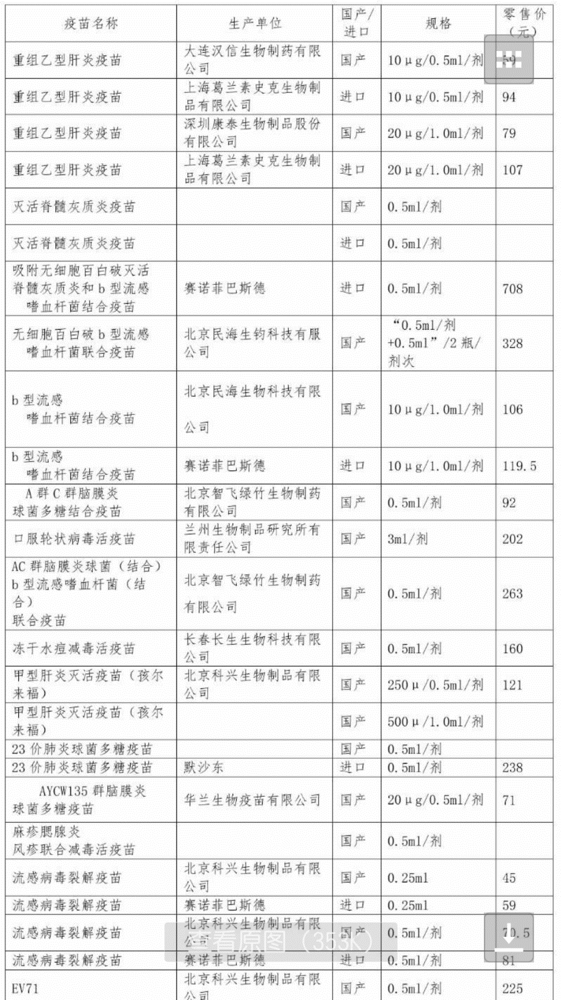 疫苗名称 生产单位 国产/ 规格 零售价
进口 （元）
重组乙型肝炎疫苗 大连汉信生物制药有限 国产 10μg/0.5ml/剂 59
公司
重组乙型肝炎疫苗 上海葛兰素史克生物制 进口 10μg/0.5ml/剂 94
品有限公司
重组乙型肝炎疫苗 深圳康泰生物制品股份 国产 20μg/1.0ml/剂 79
有限公司
重组乙型肝炎疫苗 上海葛兰素史克生物制 进口 20μg/1.0ml/剂 107
品有限公司
灭活脊髓灰质炎疫苗 国产 0.5ml/剂
灭活脊髓灰质炎疫苗 进口 0.5ml/剂
吸附无细胞百白破灭活
脊髓灰质炎和b型流感 赛诺菲巴斯德 进口 0.5ml/剂 708
嗜血杆菌结合疫苗
无细胞百白破b型流感 北京民海生钧科技有服 国产 “0.5ml/剂 328
嗜血杆菌联合疫苗 公司 +0.5ml”/2瓶/
剂次
b型流感 北京民海生物科技有限 国产 10μg/1.0ml/剂 106
嗜血杆菌结合疫苗 公司
b型流感 赛诺菲巴斯德 进口 10μg/1.0ml/剂 119.5
嗜血杆菌结合疫苗
A群C群脑膜炎 北京智飞绿竹生物制药 国产 0.5ml/剂 92
球菌多糖结合疫苗 有限公司
口服轮状病毒活疫苗 兰州生物制品研究所有 国产 3ml/剂 202
限责任公司
AC群脑膜炎球菌（结合） 北京智飞绿竹生物制药 国产 0.5ml/剂 263
b型流感嗜血杆菌（结 有限公司
合）
联合疫苗
冻干水痘减毒活疫苗 长春长生生物科技有限 国产 0.5ml/剂 160
公司
甲型肝炎灭活疫苗（孩尔 北京科兴生物制品有限 国产 250μ/0.5ml/剂 121
来福） 公司
甲型肝炎灭活疫苗（孩尔 国产 500μ/1.0ml/剂
来福）
23价肺炎球菌多糖疫苗 国产 0.5ml/剂
23价肺炎球菌多糖疫苗 默沙东 进口 0.5ml/剂 238
AYCW135群脑膜炎 华兰生物疫苗有限公司 国产 20μg/0.5ml/剂 71
球菌多糖疫苗
麻疹腮腺炎 国产 0.5ml/剂
风疹联合减毒活疫苗
流感病毒裂解疫苗 北京科兴生物制品有限 国产 0.25ml 45
公司
流感病毒裂解疫苗 赛诺菲巴斯德 进口 0.25ml 59
流感病毒裂解疫苗 北京科兴生物制品有限 国产 0.5ml/剂 70.5
公司
查看原图（353K）
流感病毒裂解疫苗 赛诺菲巴斯德 进口 0.5ml/剂 81
EV71 北京科兴生物制品有限 国产 0.5ml/剂 225
公司